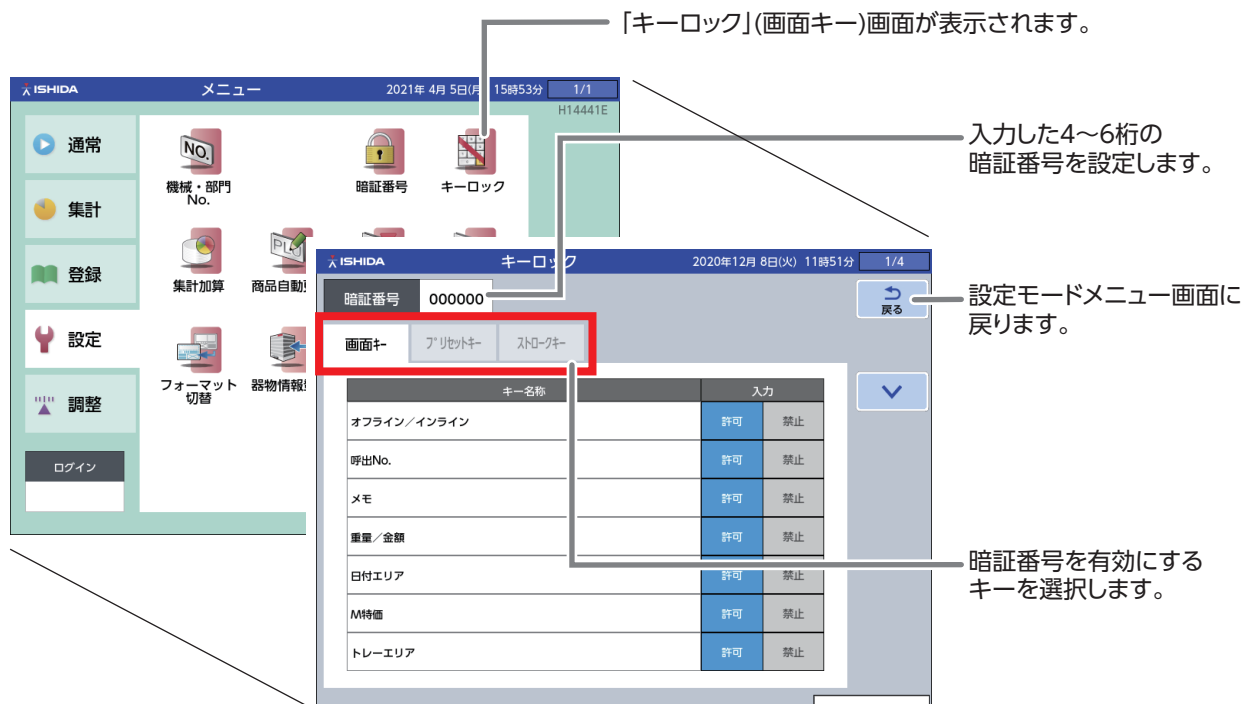 「キーロック」(画面キー)画面が表示されます。
ISHIDA
メニュー
2021年 4月 5日(月) 15時53分
1/1
H14441E
通常
集計
登録
設定
調整
ログイン
機械・部門
No.
暗証番号
キーロック
集計加算
商品自動
フォーマット
切替
器物情報
入力した4～6桁の
暗証番号を設定します。
ISHIDA
キーロック
2020年12月 8日(火) 11時51分
1/4
暗証番号
000000
戻る
設定モードメニュー画面に
戻ります。
画面ｷｰ
ﾌﾟﾘｾｯﾄｷｰ
ｽﾄﾛｰｸｷｰ
キー名称
入力
オフライン／インライン
許可
禁止
呼出No.
許可
禁止
メモ
許可
禁止
重量／金額
許可
禁止
日付エリア
許可
禁止
M特価
許可
禁止
トレーエリア
許可
禁止
暗証番号を有効にする
キーを選択します。